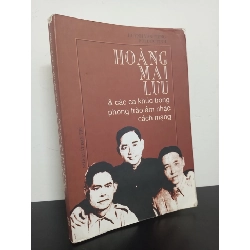 HOÀNG
MAI
LƯU
& các ca khúc trong
phong trào âm nhạc
cách mạng